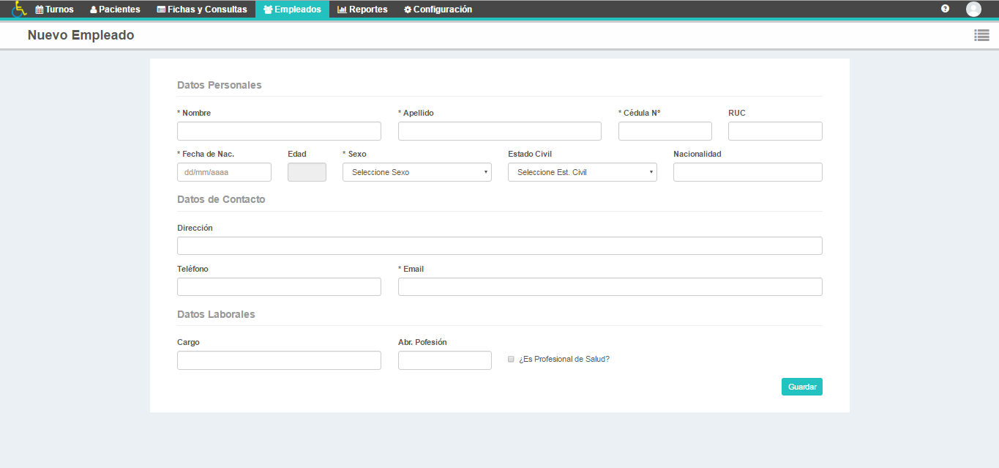 Turnos Pacientes Fichas y Consultas Empleados Reportes Configuración ?
Nuevo Empleado
Datos Personales
* Nombre * Apellido * Cédula Nº RUC
* Fecha de Nac. Edad * Sexo Estado Civil Nacionalidad
dd/mm/aaaa Seleccione Sexo Seleccione Est. Civil
Datos de Contacto
Dirección
Teléfono * Email
Datos Laborales
Cargo Abr. Pofesión
¿Es Profesional de Salud?
Guardar